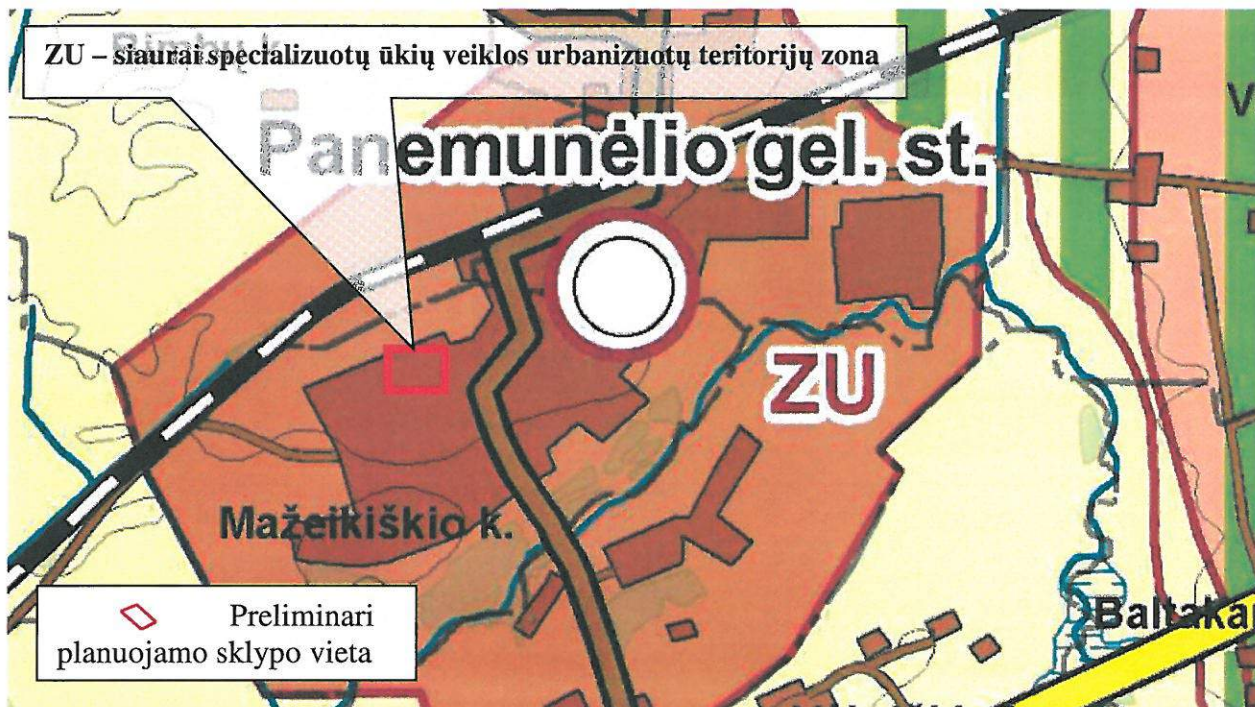 ZU – siaurai specializuotų ūkių veiklos urbanizuotų teritorijų zona
Panemunėlio gel. st.
ZU
Mažeikiškio k.
Preliminari
planuojamo sklypo vieta